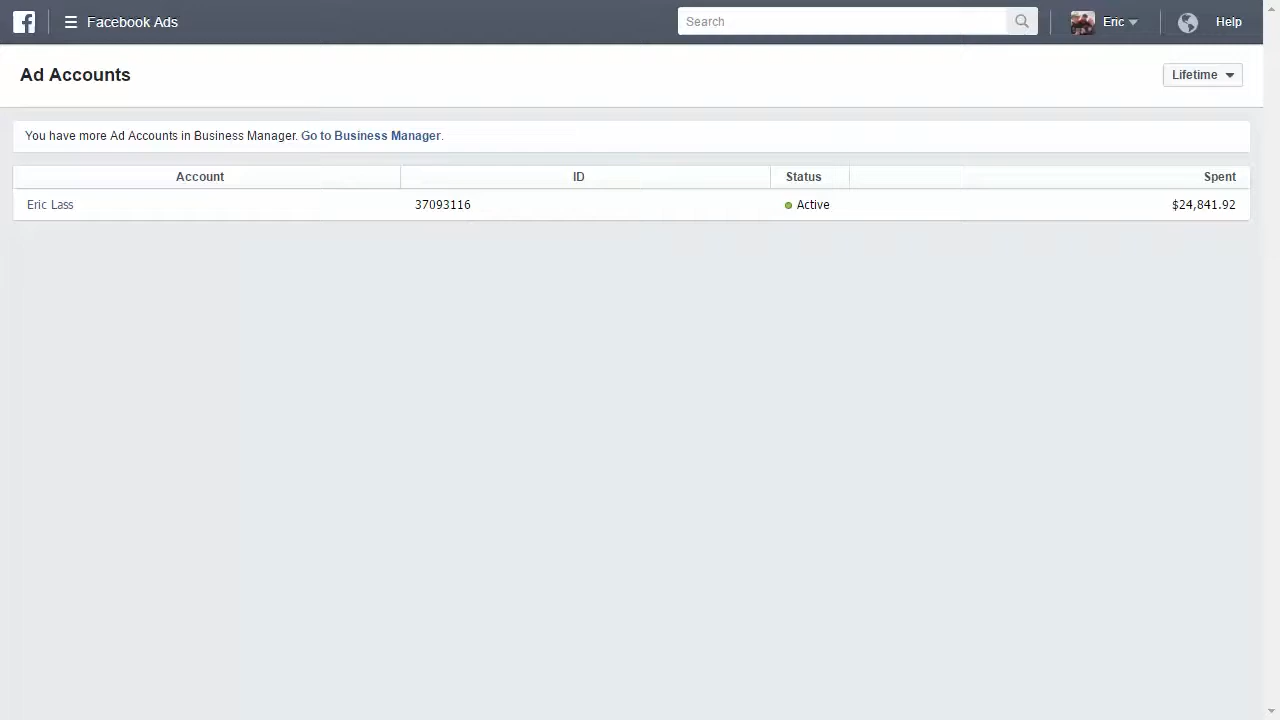 Facebook Ads Search Eric Help
Ad Accounts Lifetime
You have more Ad Accounts in Business Manager. Go to Business Manager.
Account ID Status Spent
Eric Lass 37093116 Active $24,841.92